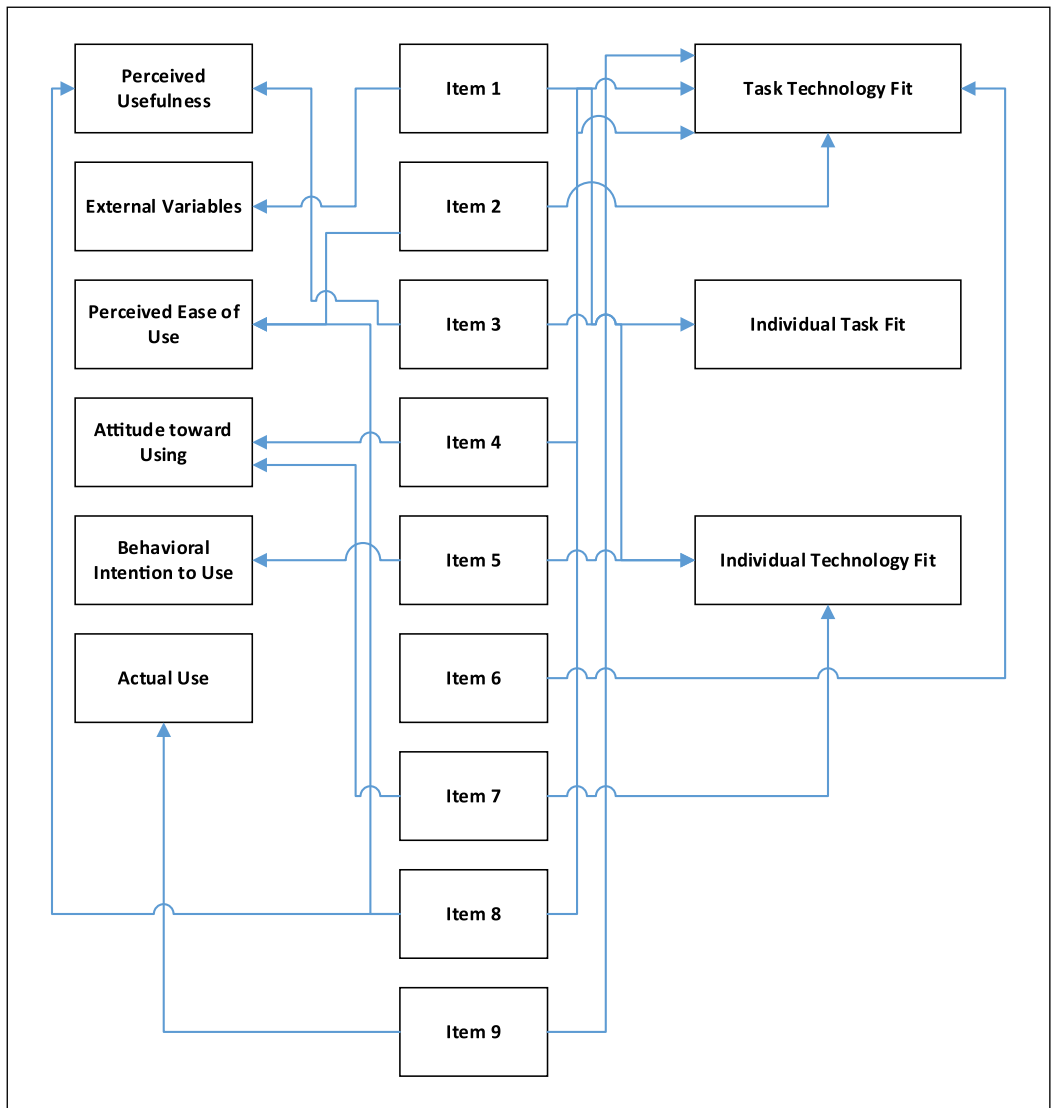 Perceived
Usefulness
External Variables
Perceived Ease of
Use
Attitude toward
Using
Behavioral
Intention to Use
Actual Use
Item 1
Item 2
Item 3
Item 4
Item 5
Item 6
Item 7
Item 8
Item 9
Task Technology Fit
Individual Task Fit
Individual Technology Fit